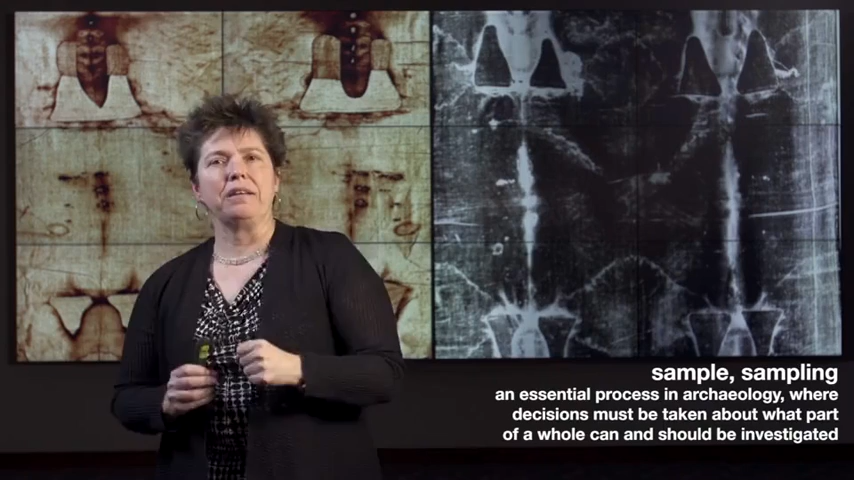 sample, sampling
an essential process in archaeology, where
decisions must be taken about what part
of a whole can and should be investigated